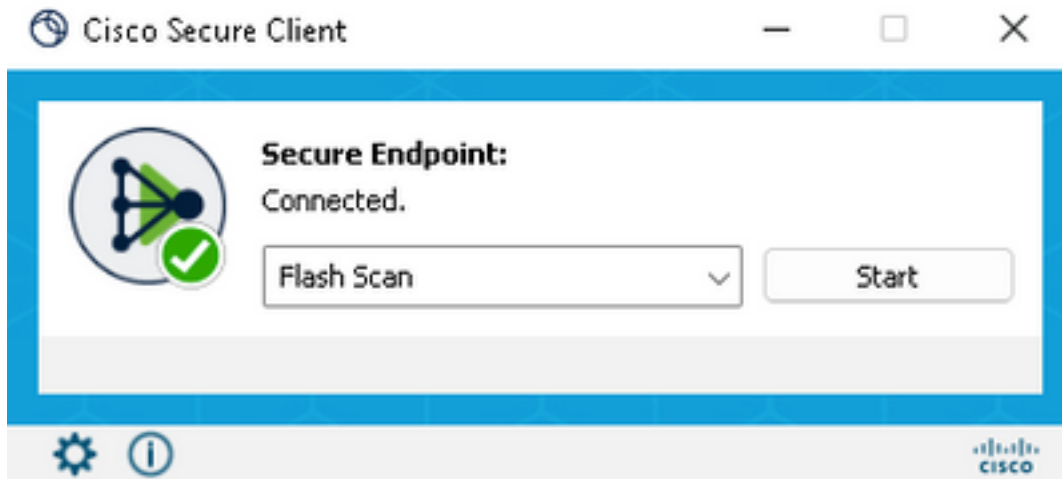 Cisco Secure Client
Secure Endpoint:
Connected.
Flash Scan
Start
CISCO